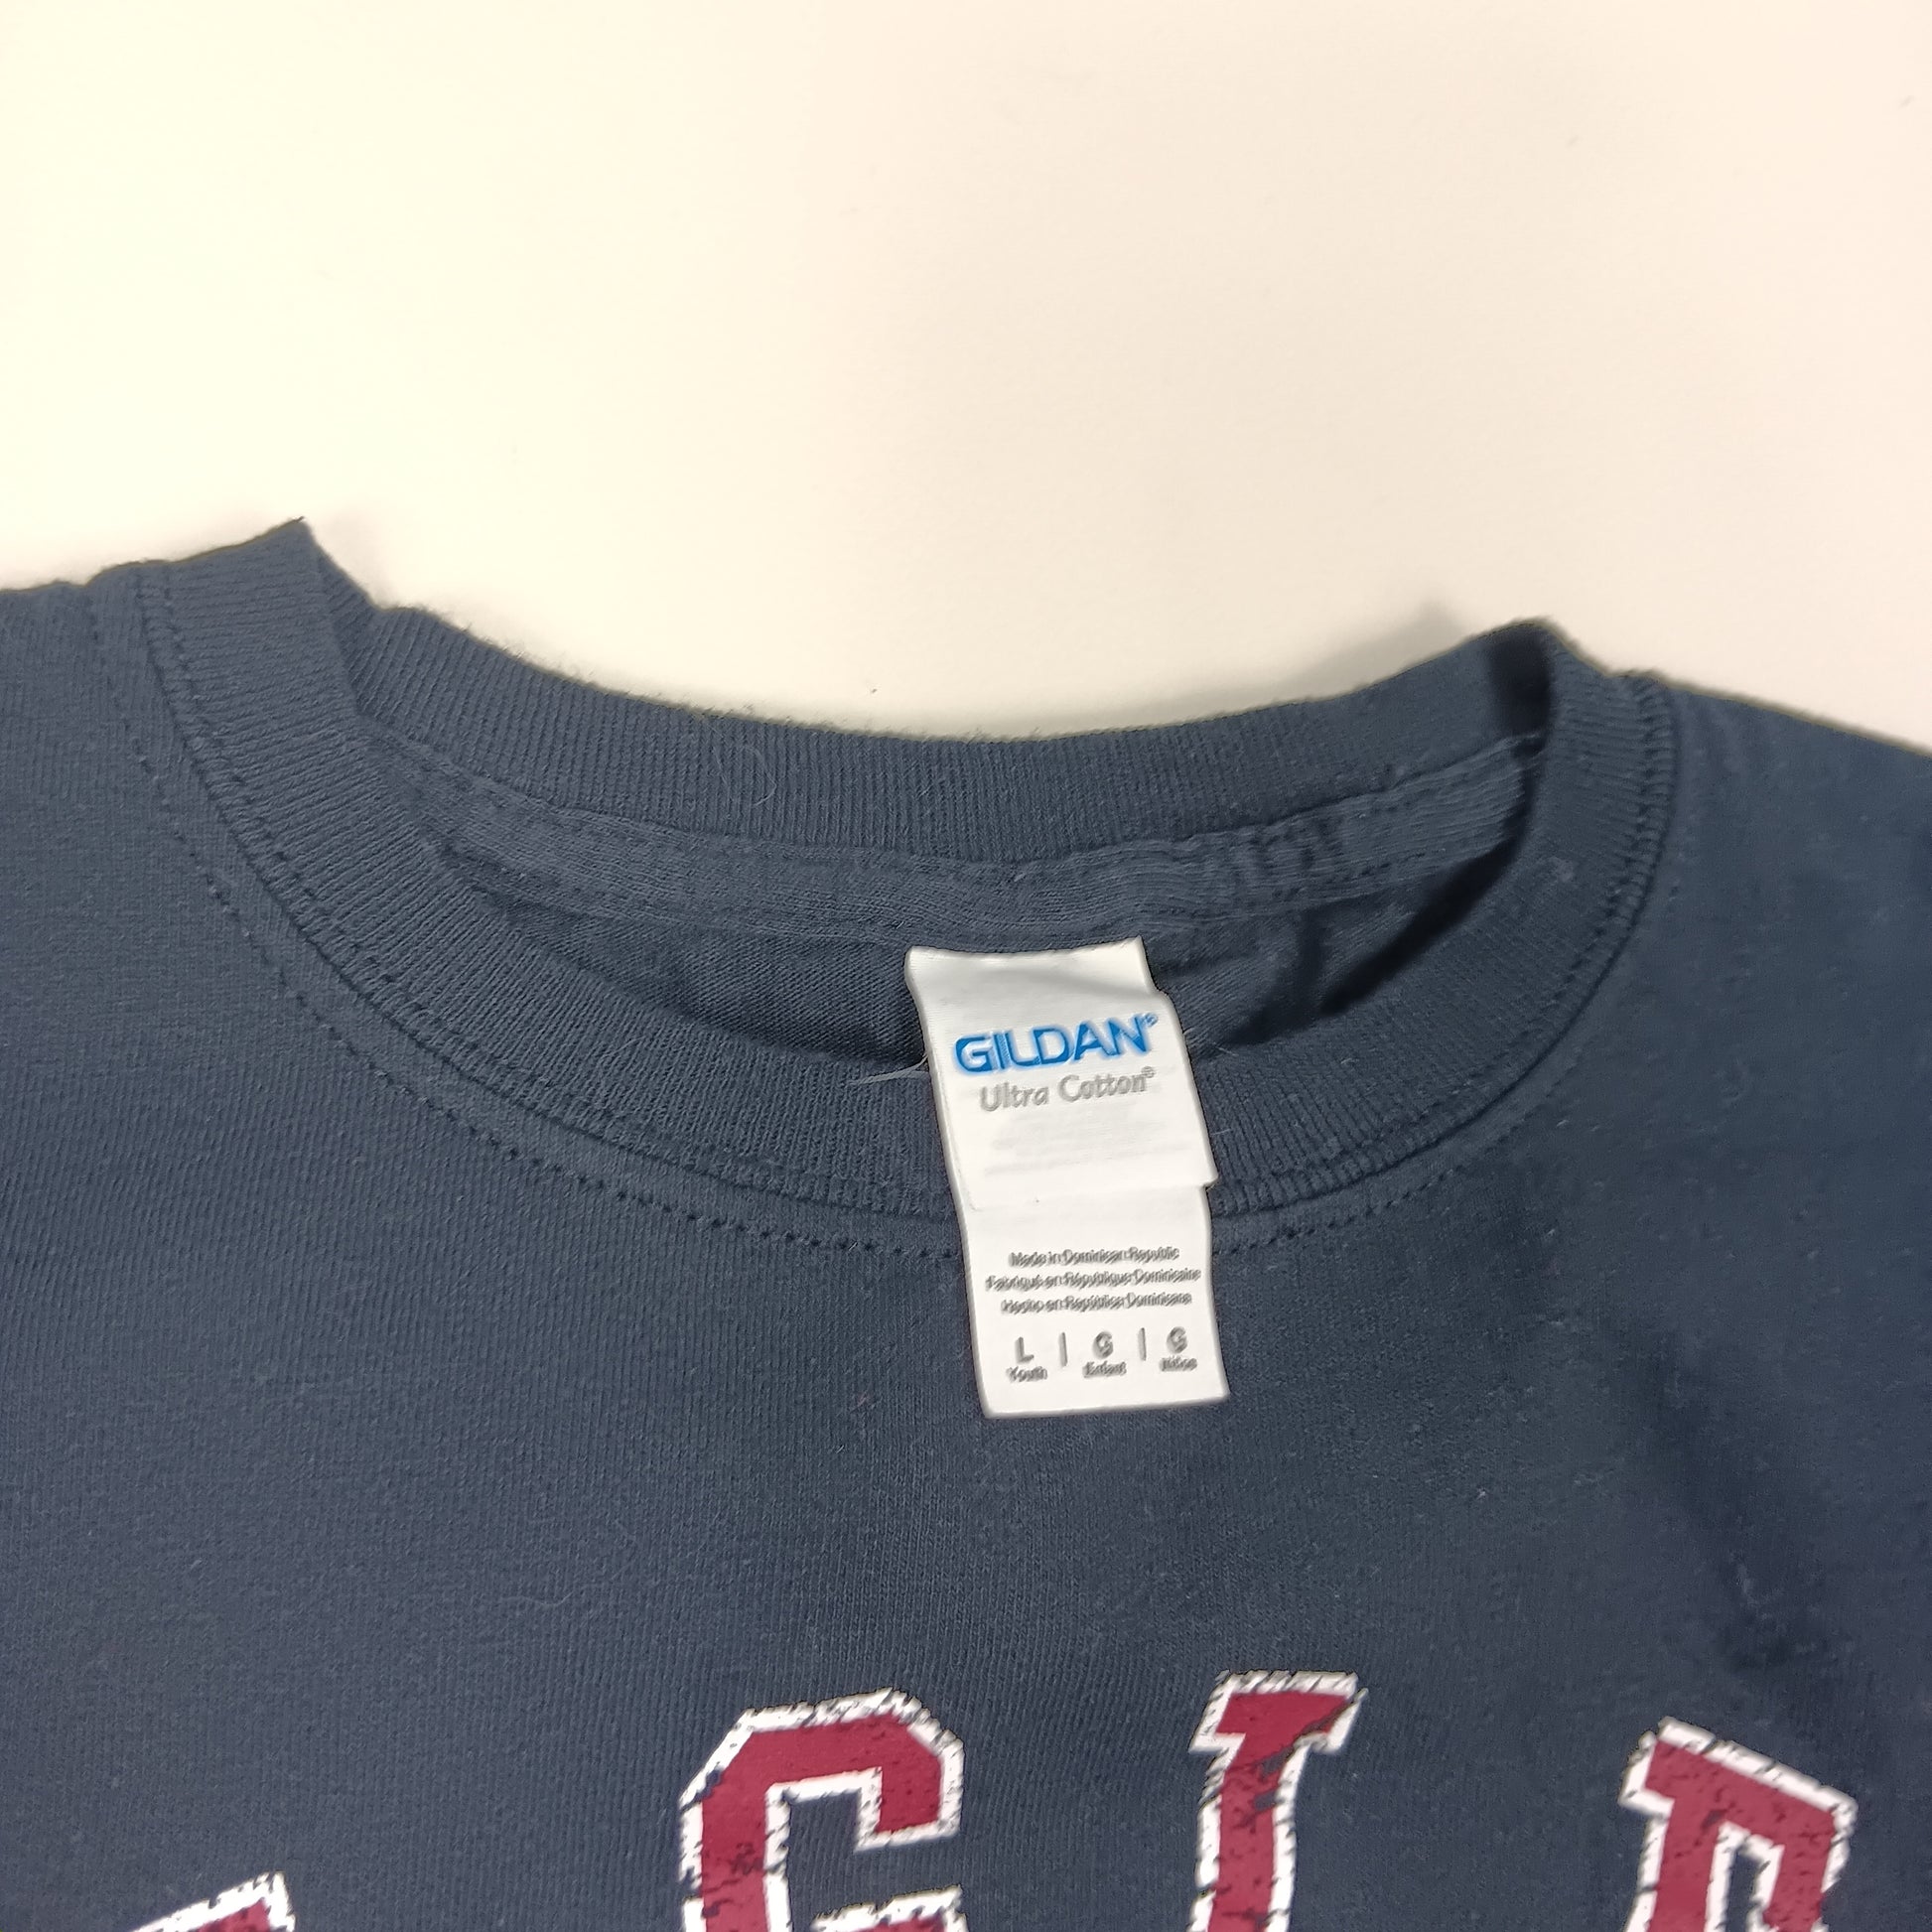 GILDAN®
Ultra Cotton®
Made in Dominican Republic
Fabriqué en République Dominicaine
Hecho en República Dominicana
L | G | G
Youth Enfant Niños
G I